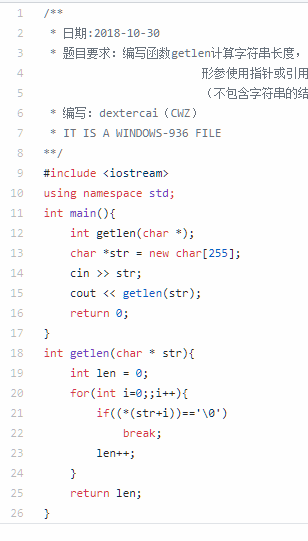 1 /**
2  * 日期:2018-10-30
3  * 题目要求：编写函数getlen计算字符串长度，
4                形参使用指针或引用
5                （不包含字符串的结
6  * 编写：dextercai（CWZ）
7  * IT IS A WINDOWS-936 FILE
8 **/
9 #include <iostream>
10 using namespace std;
11 int main(){
12     int getlen(char *);
13     char *str = new char[255];
14     cin >> str;
15     cout << getlen(str);
16     return 0;
17 }
18 int getlen(char * str){
19     int len = 0;
20     for(int i=0;;i++){
21         if((*(str+i))=='\0')
22             break;
23         len++;
24     }
25     return len;
26 }